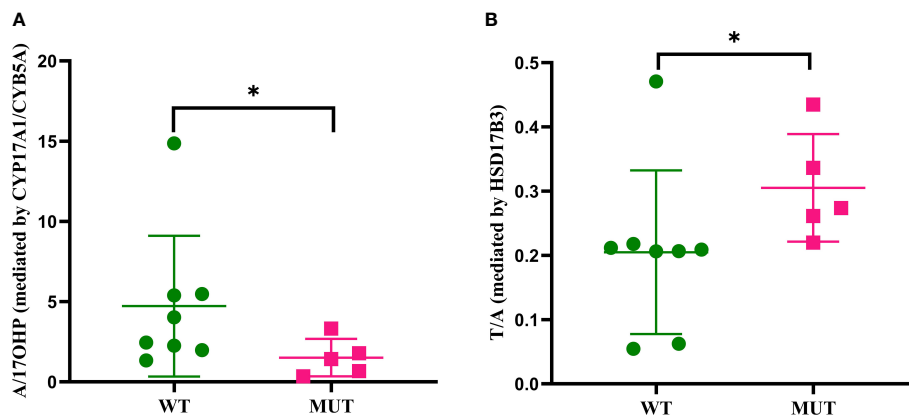 A
A/17OHP (mediated by CYP17A1/CYB5A)
20
15
10
5
0
*
WT
MUT
B
T/A (mediated by HSD17B3)
0.5
0.4
0.3
0.2
0.1
0.0
*
WT
MUT